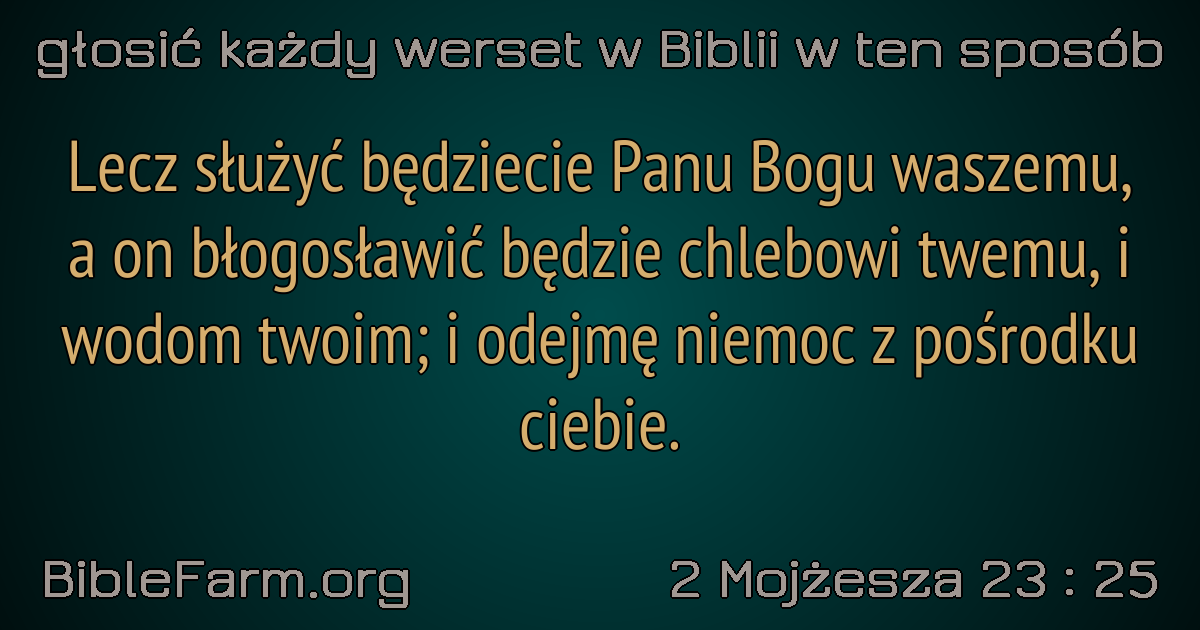 głosić każdy werset w Biblii w ten sposób
Lecz służyć będziecie Panu Bogu waszemu,
a on błogosławić będzie chlebowi twemu, i
wodom twoim; i odejmę niemoc z pośrodku
ciebie.
BibleFarm.org
2 Mojżesza 23 : 25